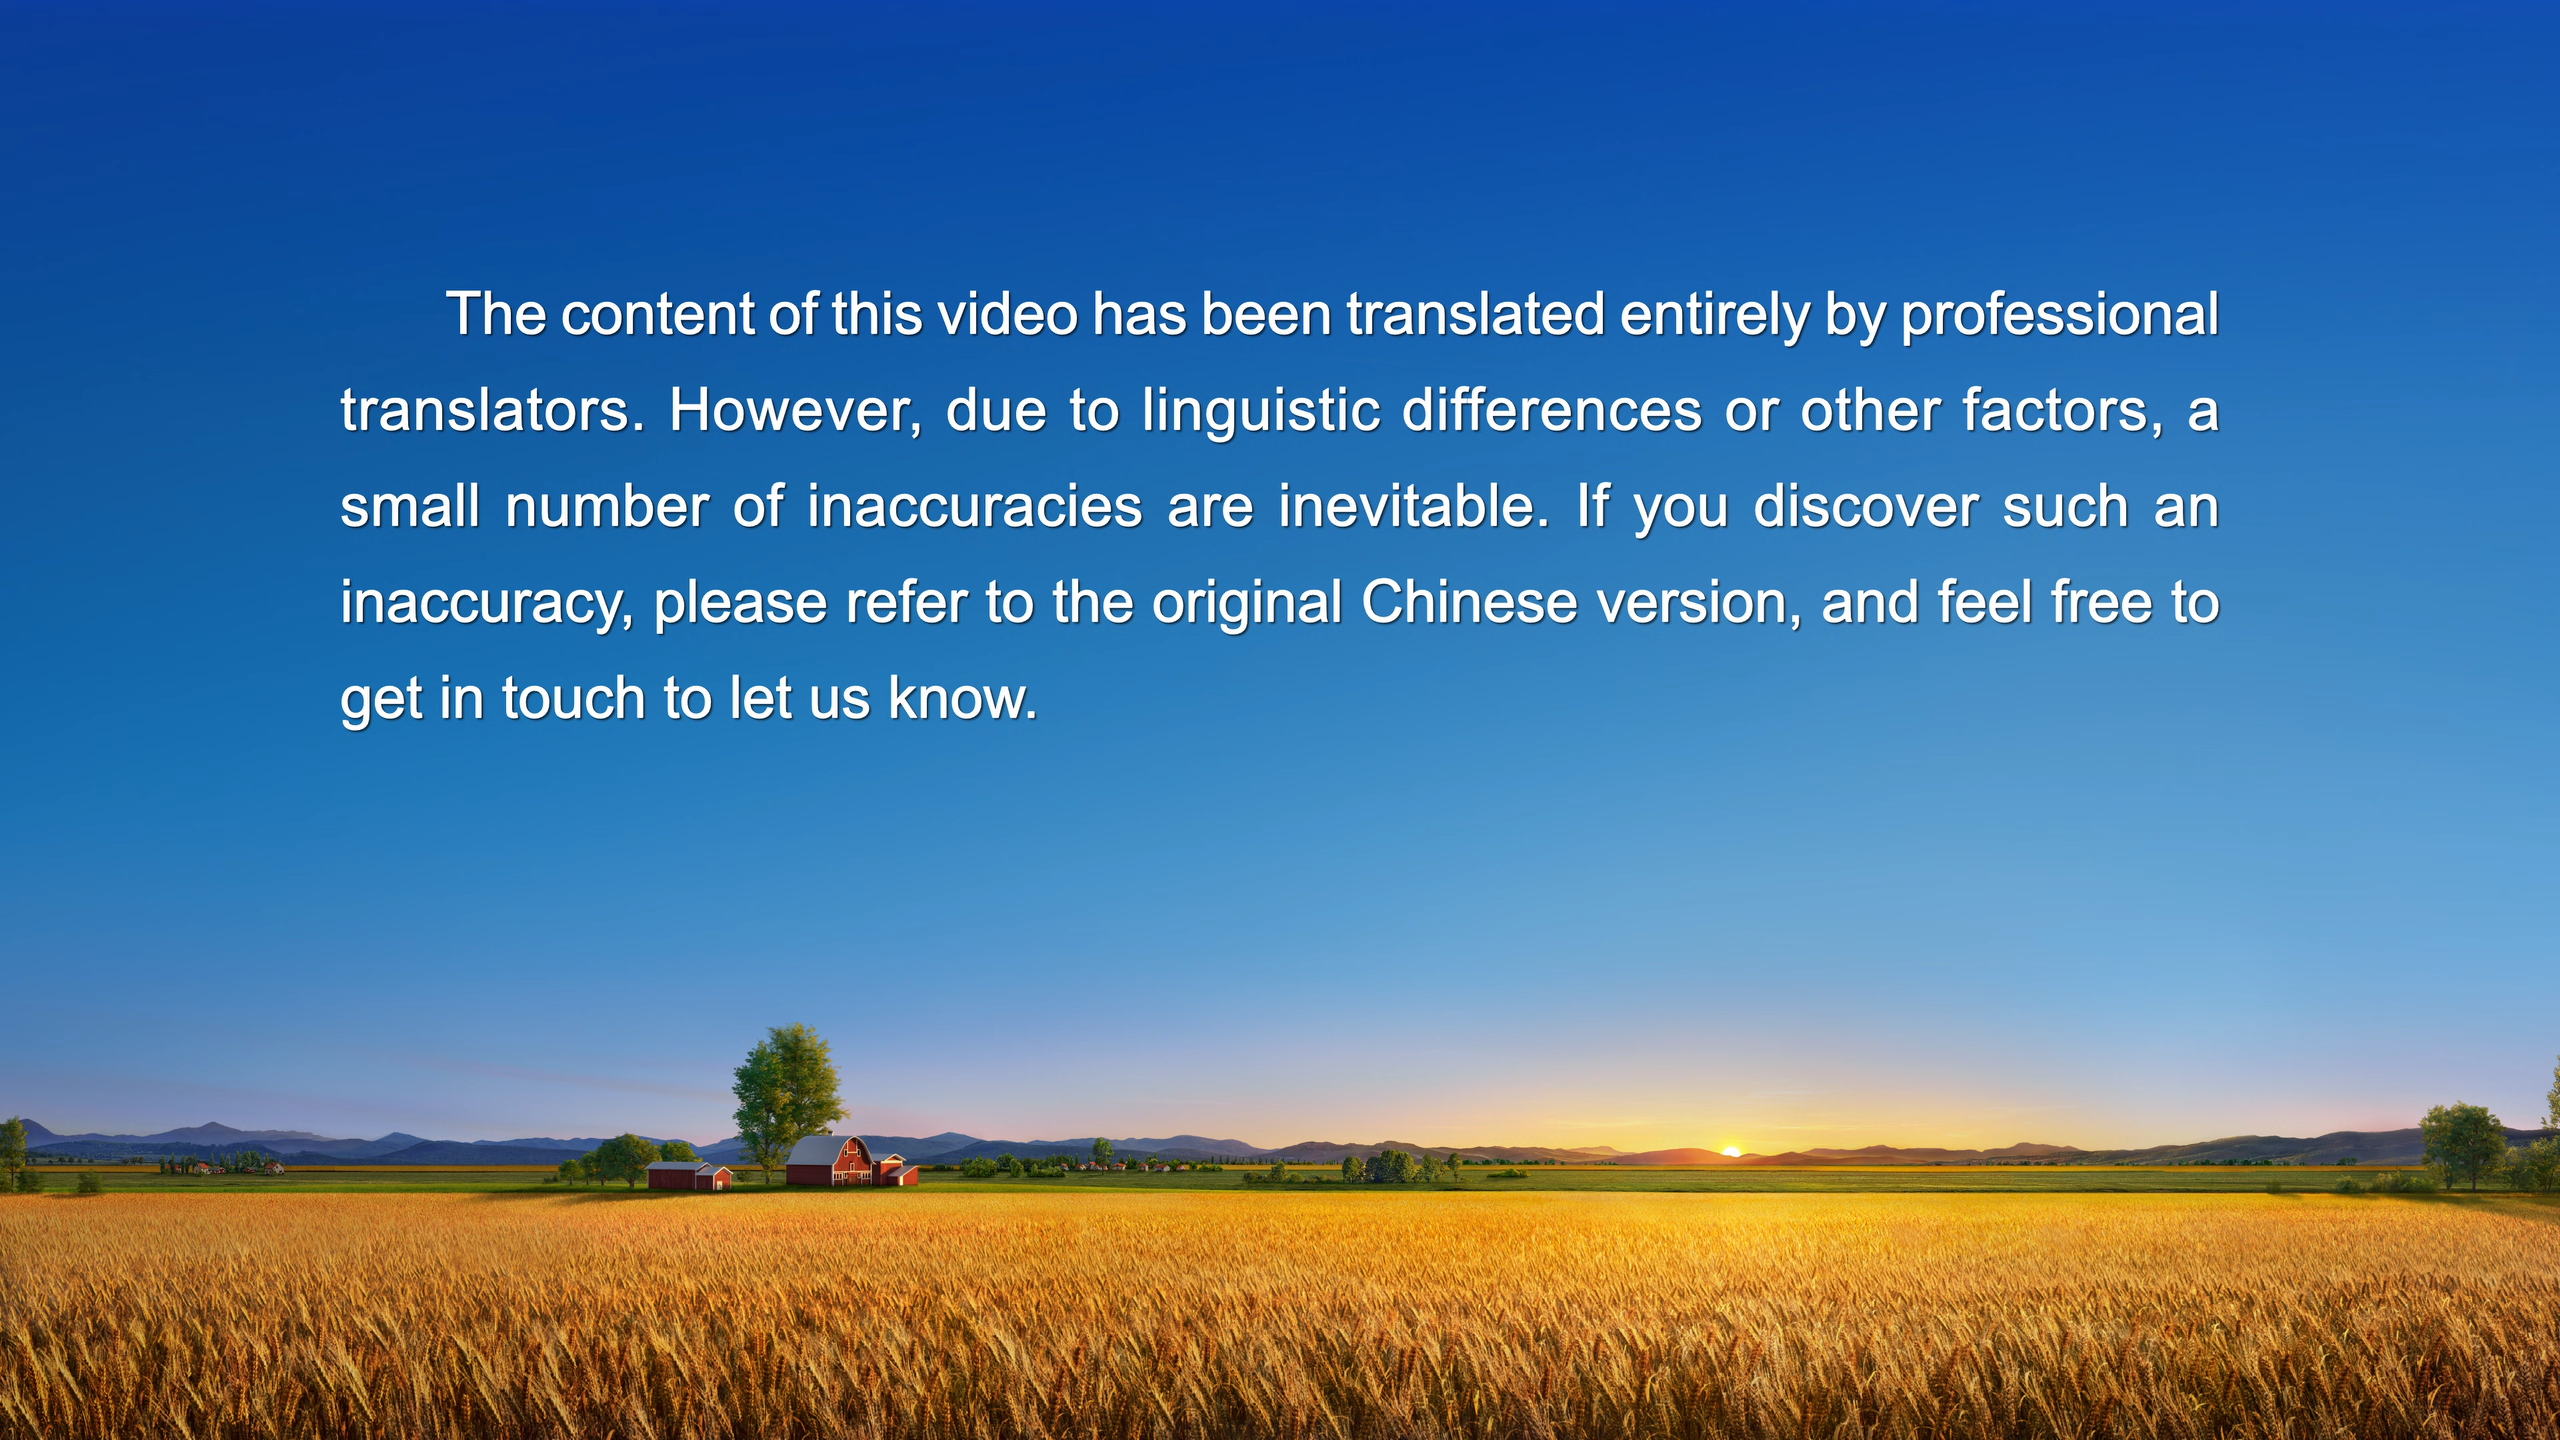 The content of this video has been translated entirely by professional
translators. However, due to linguistic differences or other factors, a
small number of inaccuracies are inevitable. If you discover such an
inaccuracy, please refer to the original Chinese version, and feel free to
get in touch to let us know.